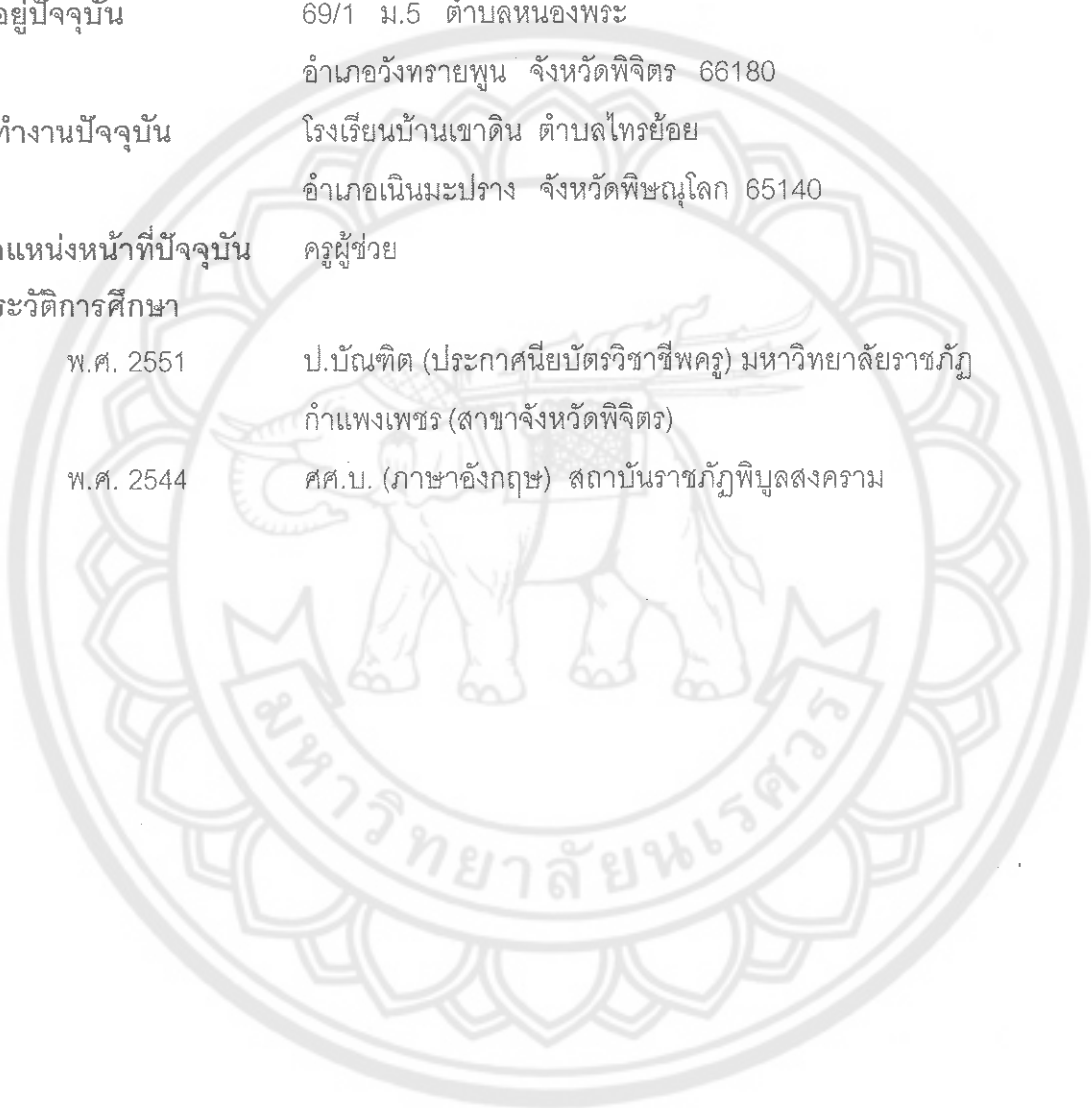 อยู่ปัจจุบัน 69/1 ม.5 ตำบลหนองพระ
อำเภอวังทรายพูน จังหวัดพิจิตร 66180
ทำงานปัจจุบัน โรงเรียนบ้านเขาดิน ตำบลไทรย้อย
อำเภอเนินมะปราง จังหวัดพิษณุโลก 65140
แหน่งหน้าที่ปัจจุบัน ครูผู้ช่วย
ระวัติการศึกษา
พ.ศ. 2551 ป.บัณฑิต (ประกาศนียบัตรวิชาชีพครู) มหาวิทยาลัยราชภัฏ
กำแพงเพชร (สาขาจังหวัดพิจิตร)
พ.ศ. 2544 ศศ.บ. (ภาษาอังกฤษ) สถาบันราชภัฏพิบูลสงคราม
มหาวิทยาลัยนเรศวร